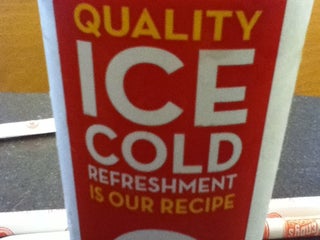 QUALITY
ICE
COLD
REFRESHMENT
IS OUR RECIPE